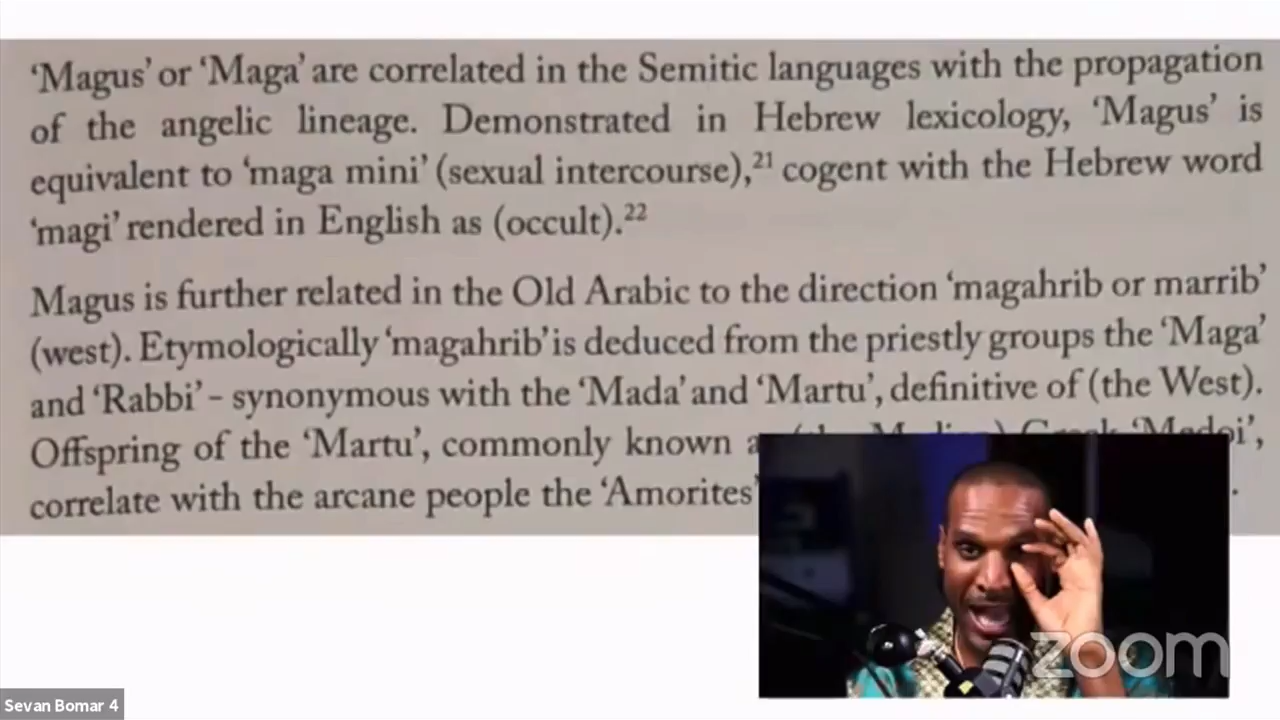 'Magus' or 'Maga' are correlated in the Semitic languages with the propagation
of the angelic lineage. Demonstrated in Hebrew lexicology, 'Magus' is
equivalent to 'maga mini' (sexual intercourse),²¹ cogent with the Hebrew word
'magi' rendered in English as (occult).²²
Magus is further related in the Old Arabic to the direction 'magahrib or marrib'
(west). Etymologically 'magahrib' is deduced from the priestly groups the 'Maga'
and 'Rabbi' – synonymous with the 'Mada' and 'Martu', definitive of (the West).
Offspring of the 'Martu', commonly known
correlate with the arcane people the 'Amorites'
zoom
Sevan Bomar 4